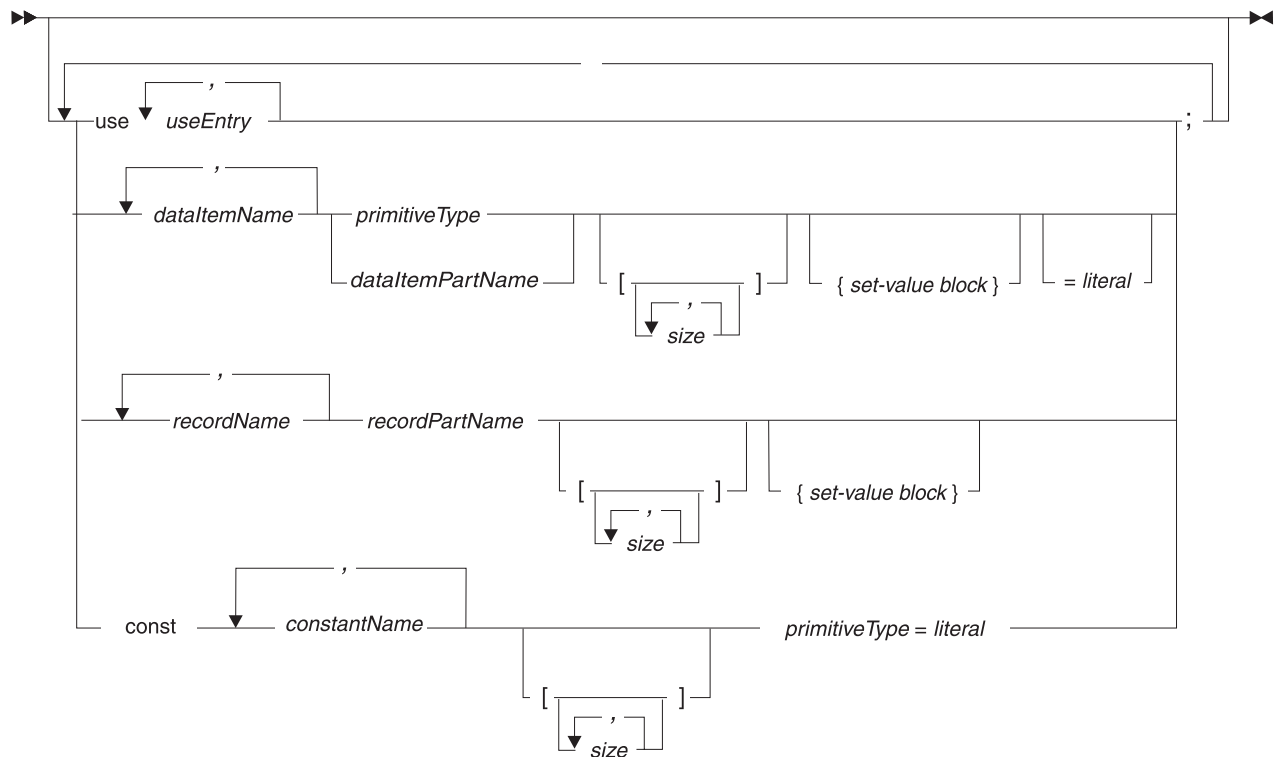 ,
use useEntry ;
,
dataItemName primitiveType
dataItemPartName [ ] { set-value block } = literal
,
size
,
recordName recordPartName
[ ] { set-value block }
,
size
,
const constantName primitiveType = literal
[ ]
,
size